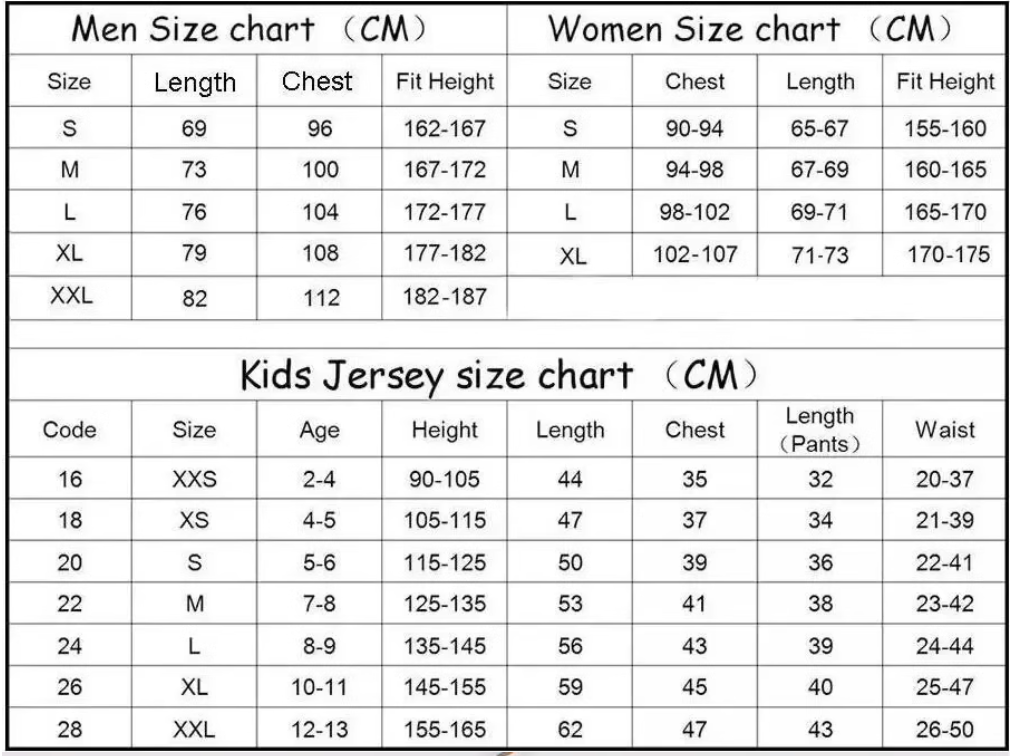 Men Size chart （CM） Women Size chart （CM）
Size Length Chest Fit Height Size Chest Length Fit Height
S 69 96 162-167 S 90-94 65-67 155-160
M 73 100 167-172 M 94-98 67-69 160-165
L 76 104 172-177 L 98-102 69-71 165-170
XL 79 108 177-182 XL 102-107 71-73 170-175
XXL 82 112 182-187
Kids Jersey size chart （CM）
Code Size Age Height Length Chest Length （Pants） Waist
16 XXS 2-4 90-105 44 35 32 20-37
18 XS 4-5 105-115 47 37 34 21-39
20 S 5-6 115-125 50 39 36 22-41
22 M 7-8 125-135 53 41 38 23-42
24 L 8-9 135-145 56 43 39 24-44
26 XL 10-11 145-155 59 45 40 25-47
28 XXL 12-13 155-165 62 47 43 26-50